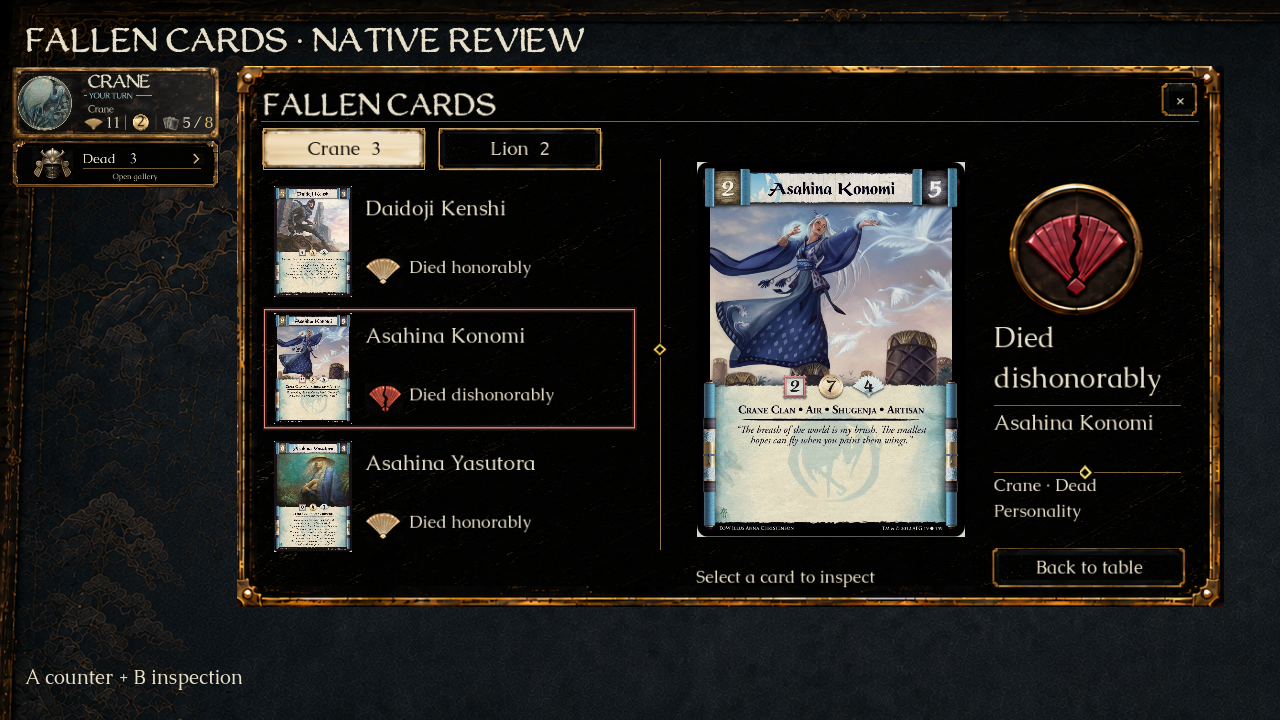 FALLEN CARDS · NATIVE REVIEW
CRANE
YOUR TURN
Crane
11 2 5 / 8
Dead 3
Open gallery
FALLEN CARDS
×
Crane 3
Lion 2
Daidoji Kenshi
Died honorably
Asahina Konomi
Died dishonorably
Asahina Yasutora
Died honorably
2 Asahina Konomi 5
2 7 4
Crane Clan • Air • Shugenja • Artisan
"The breath of the world is my brush. The smallest
hopes can fly when you paint them wings."
Select a card to inspect
Died
dishonorably
Asahina Konomi
Crane · Dead
Personality
Back to table
A counter + B inspection